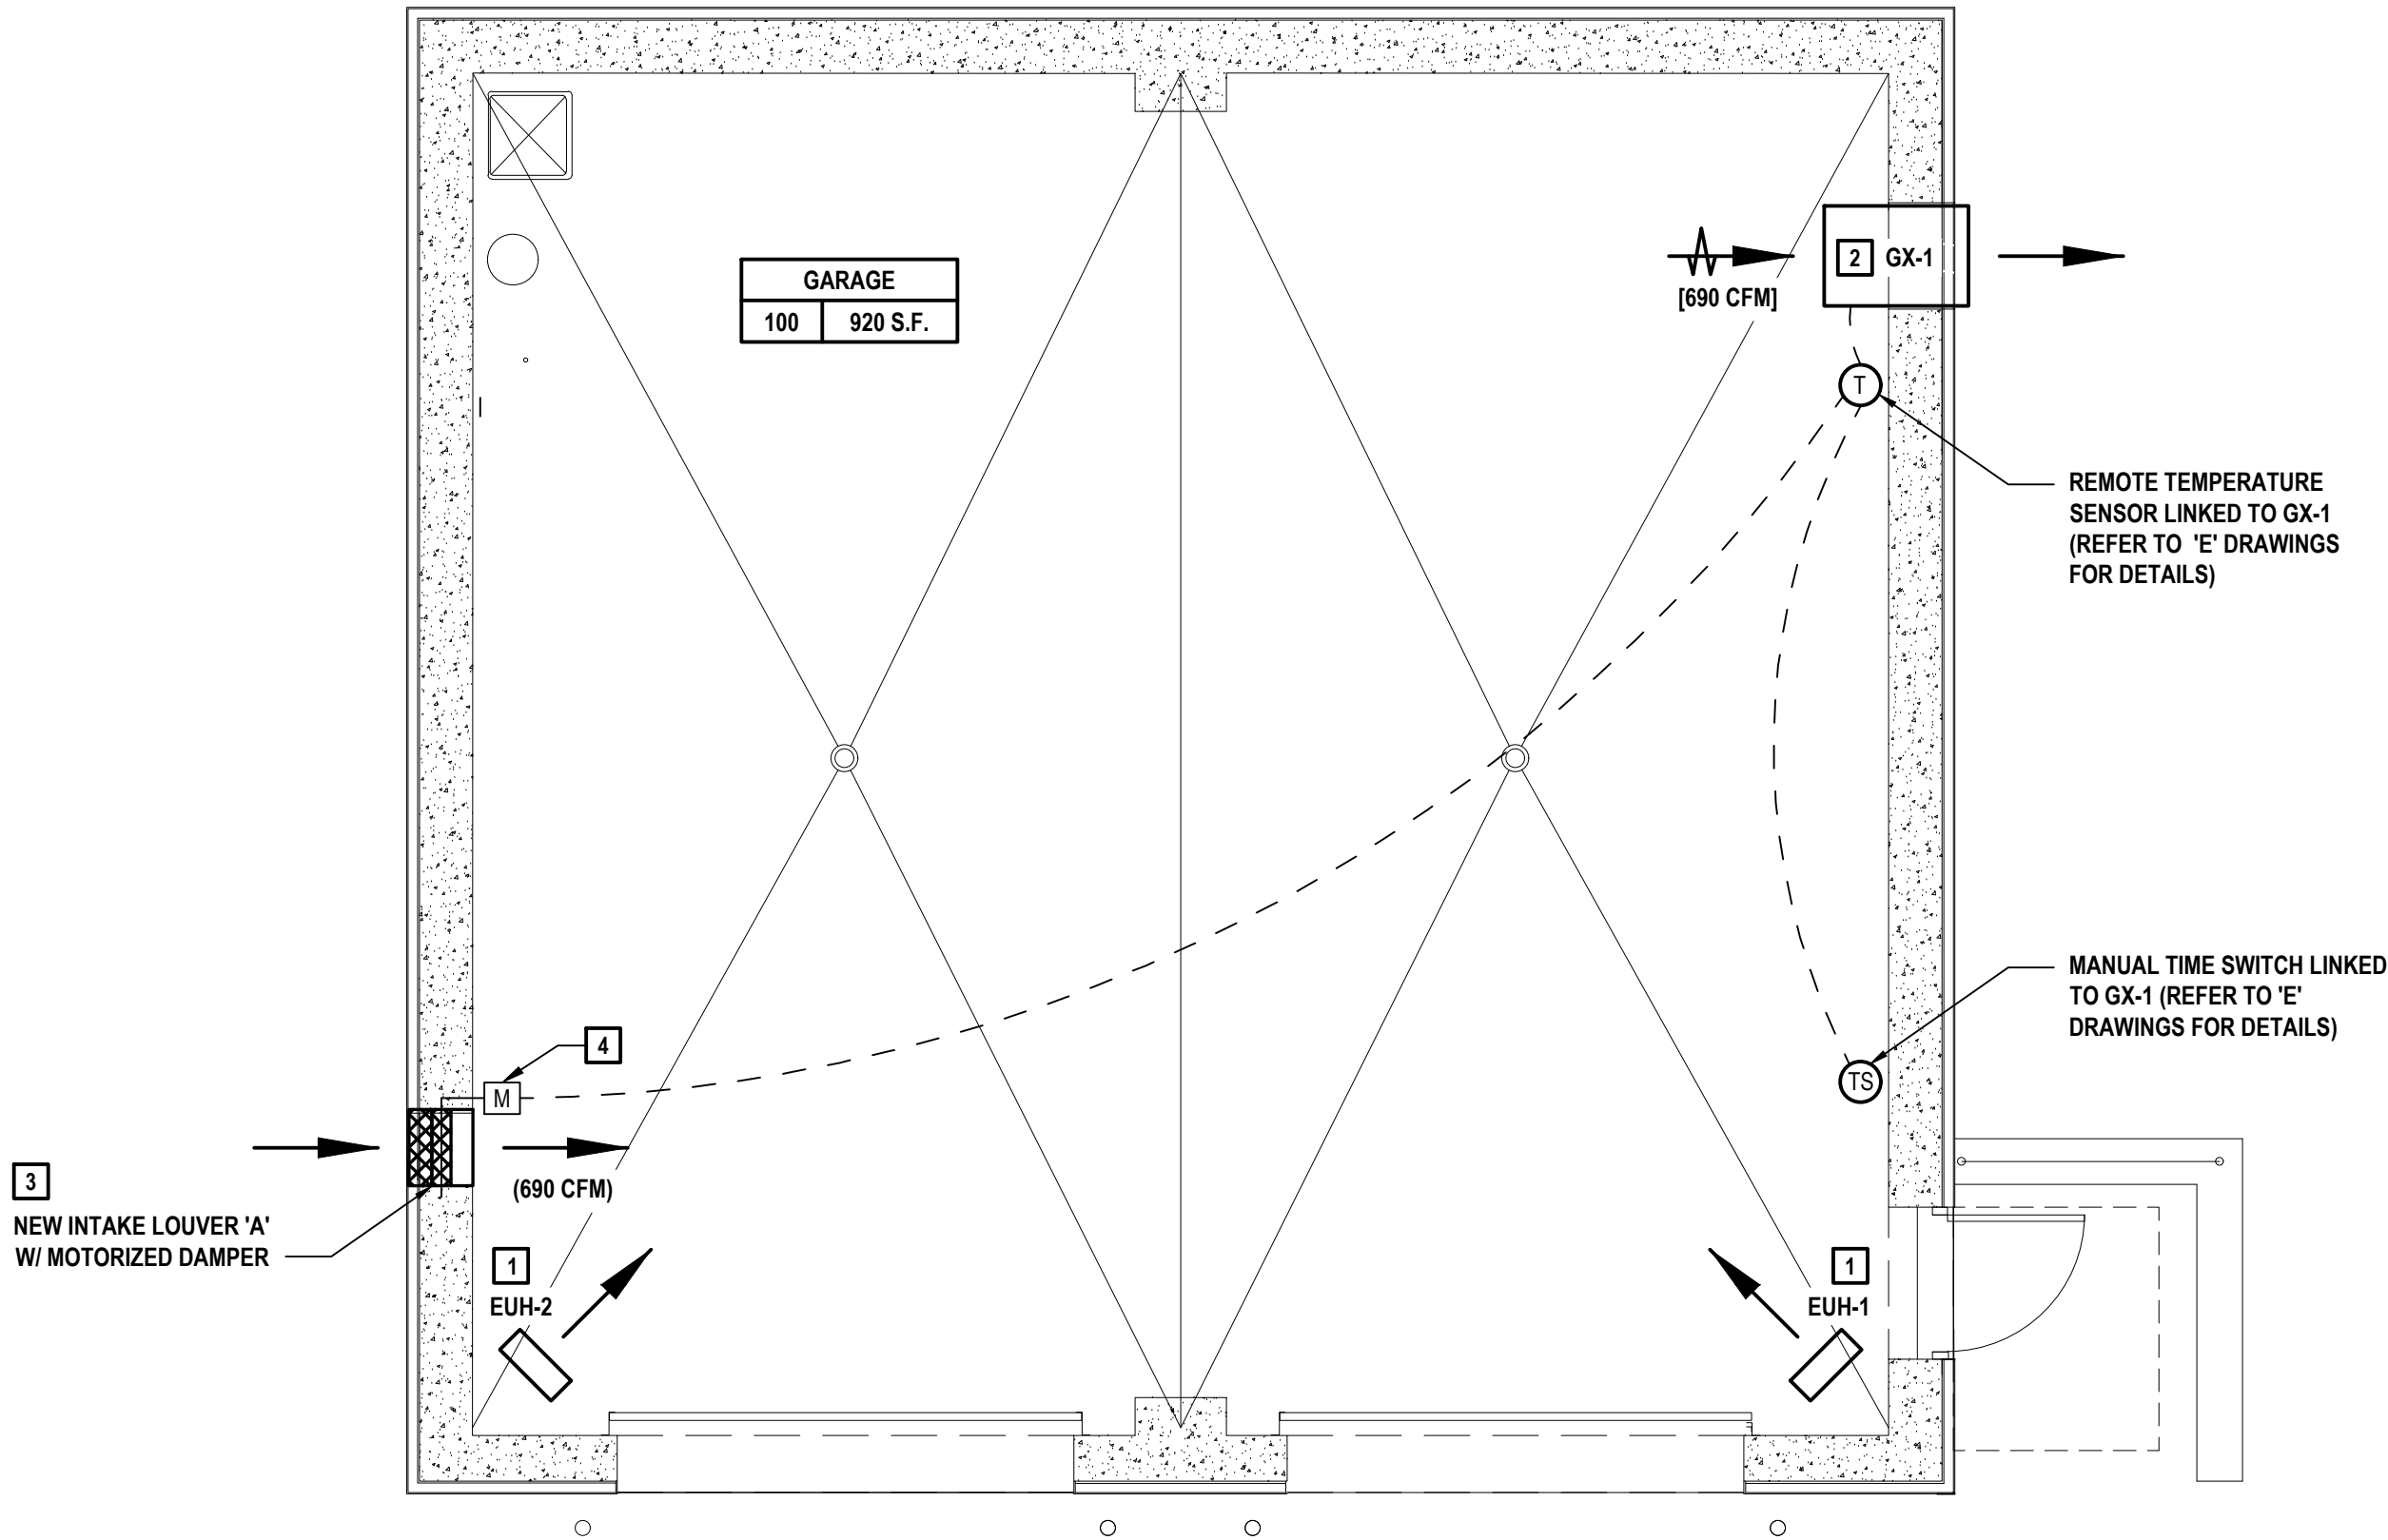 GARAGE
100 920 S.F.
2 GX-1
[690 CFM]
T
REMOTE TEMPERATURE
SENSOR LINKED TO GX-1
(REFER TO 'E' DRAWINGS
FOR DETAILS)
MANUAL TIME SWITCH LINKED
TO GX-1 (REFER TO 'E'
DRAWINGS FOR DETAILS)
4
M
TS
3
(690 CFM)
NEW INTAKE LOUVER 'A'
W/ MOTORIZED DAMPER
1
EUH-2
1
EUH-1